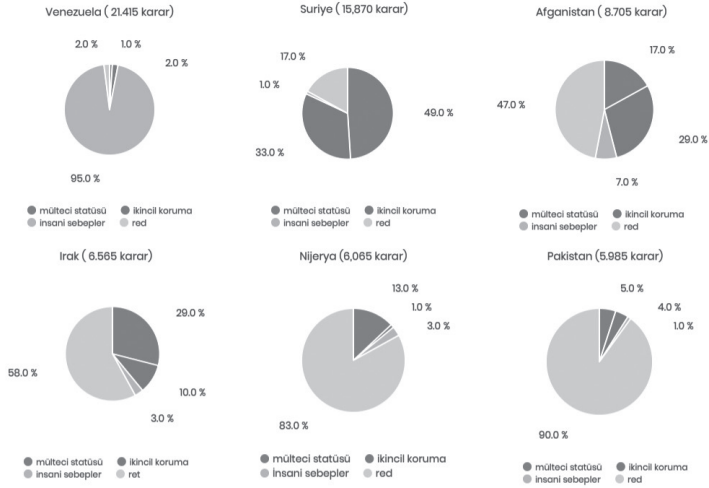 Venezuela ( 21.415 karar)
2.0 % 1.0 %
2.0 %
95.0 %
mülteci statüsü ikincil koruma
insani sebepler red
Suriye (15,870 karar)
17.0 %
1.0 %
49.0 %
33.0 %
mülteci statüsü ikincil koruma
insani sebepler red
Afganistan ( 8.705 karar)
17.0 %
47.0 %
29.0 %
7.0 %
mülteci statüsü ikincil koruma
insani sebepler red
Irak ( 6.565 karar)
29.0 %
58.0 %
10.0 %
3.0 %
mülteci statüsü ikincil koruma
insani sebepler ret
Nijerya (6,065 karar)
13.0 %
1.0 %
3.0 %
83.0 %
mülteci statüsü ikincil koruma
İnsani sebepler red
Pakistan (5.985 karar)
5.0 %
4.0 %
1.0 %
90.0 %
mülteci statüsü ikincil koruma
insani sebepler red